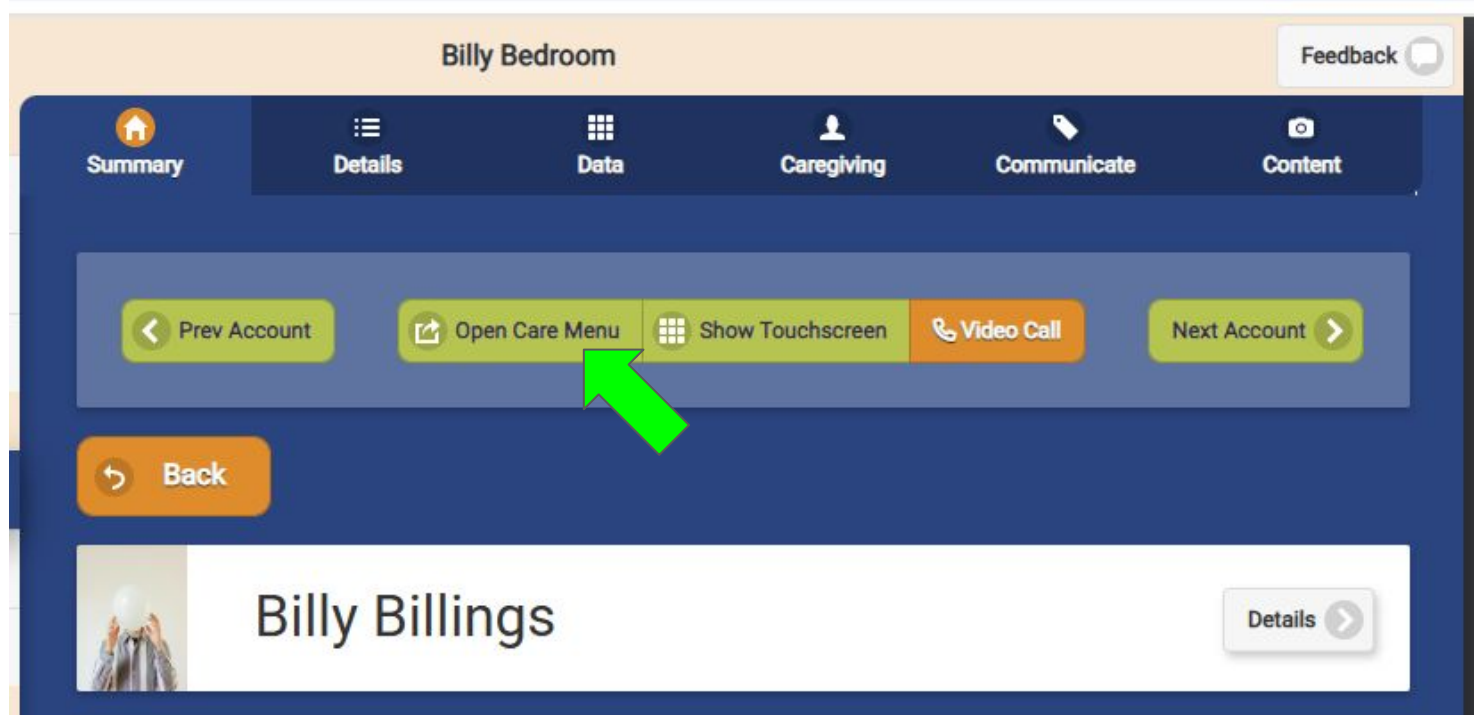 Billy Bedroom
Feedback
Summary
Details
Data
Caregiving
Communicate
Content
Prev Account
Open Care Menu
Show Touchscreen
Video Call
Next Account
Back
Billy Billings
Details